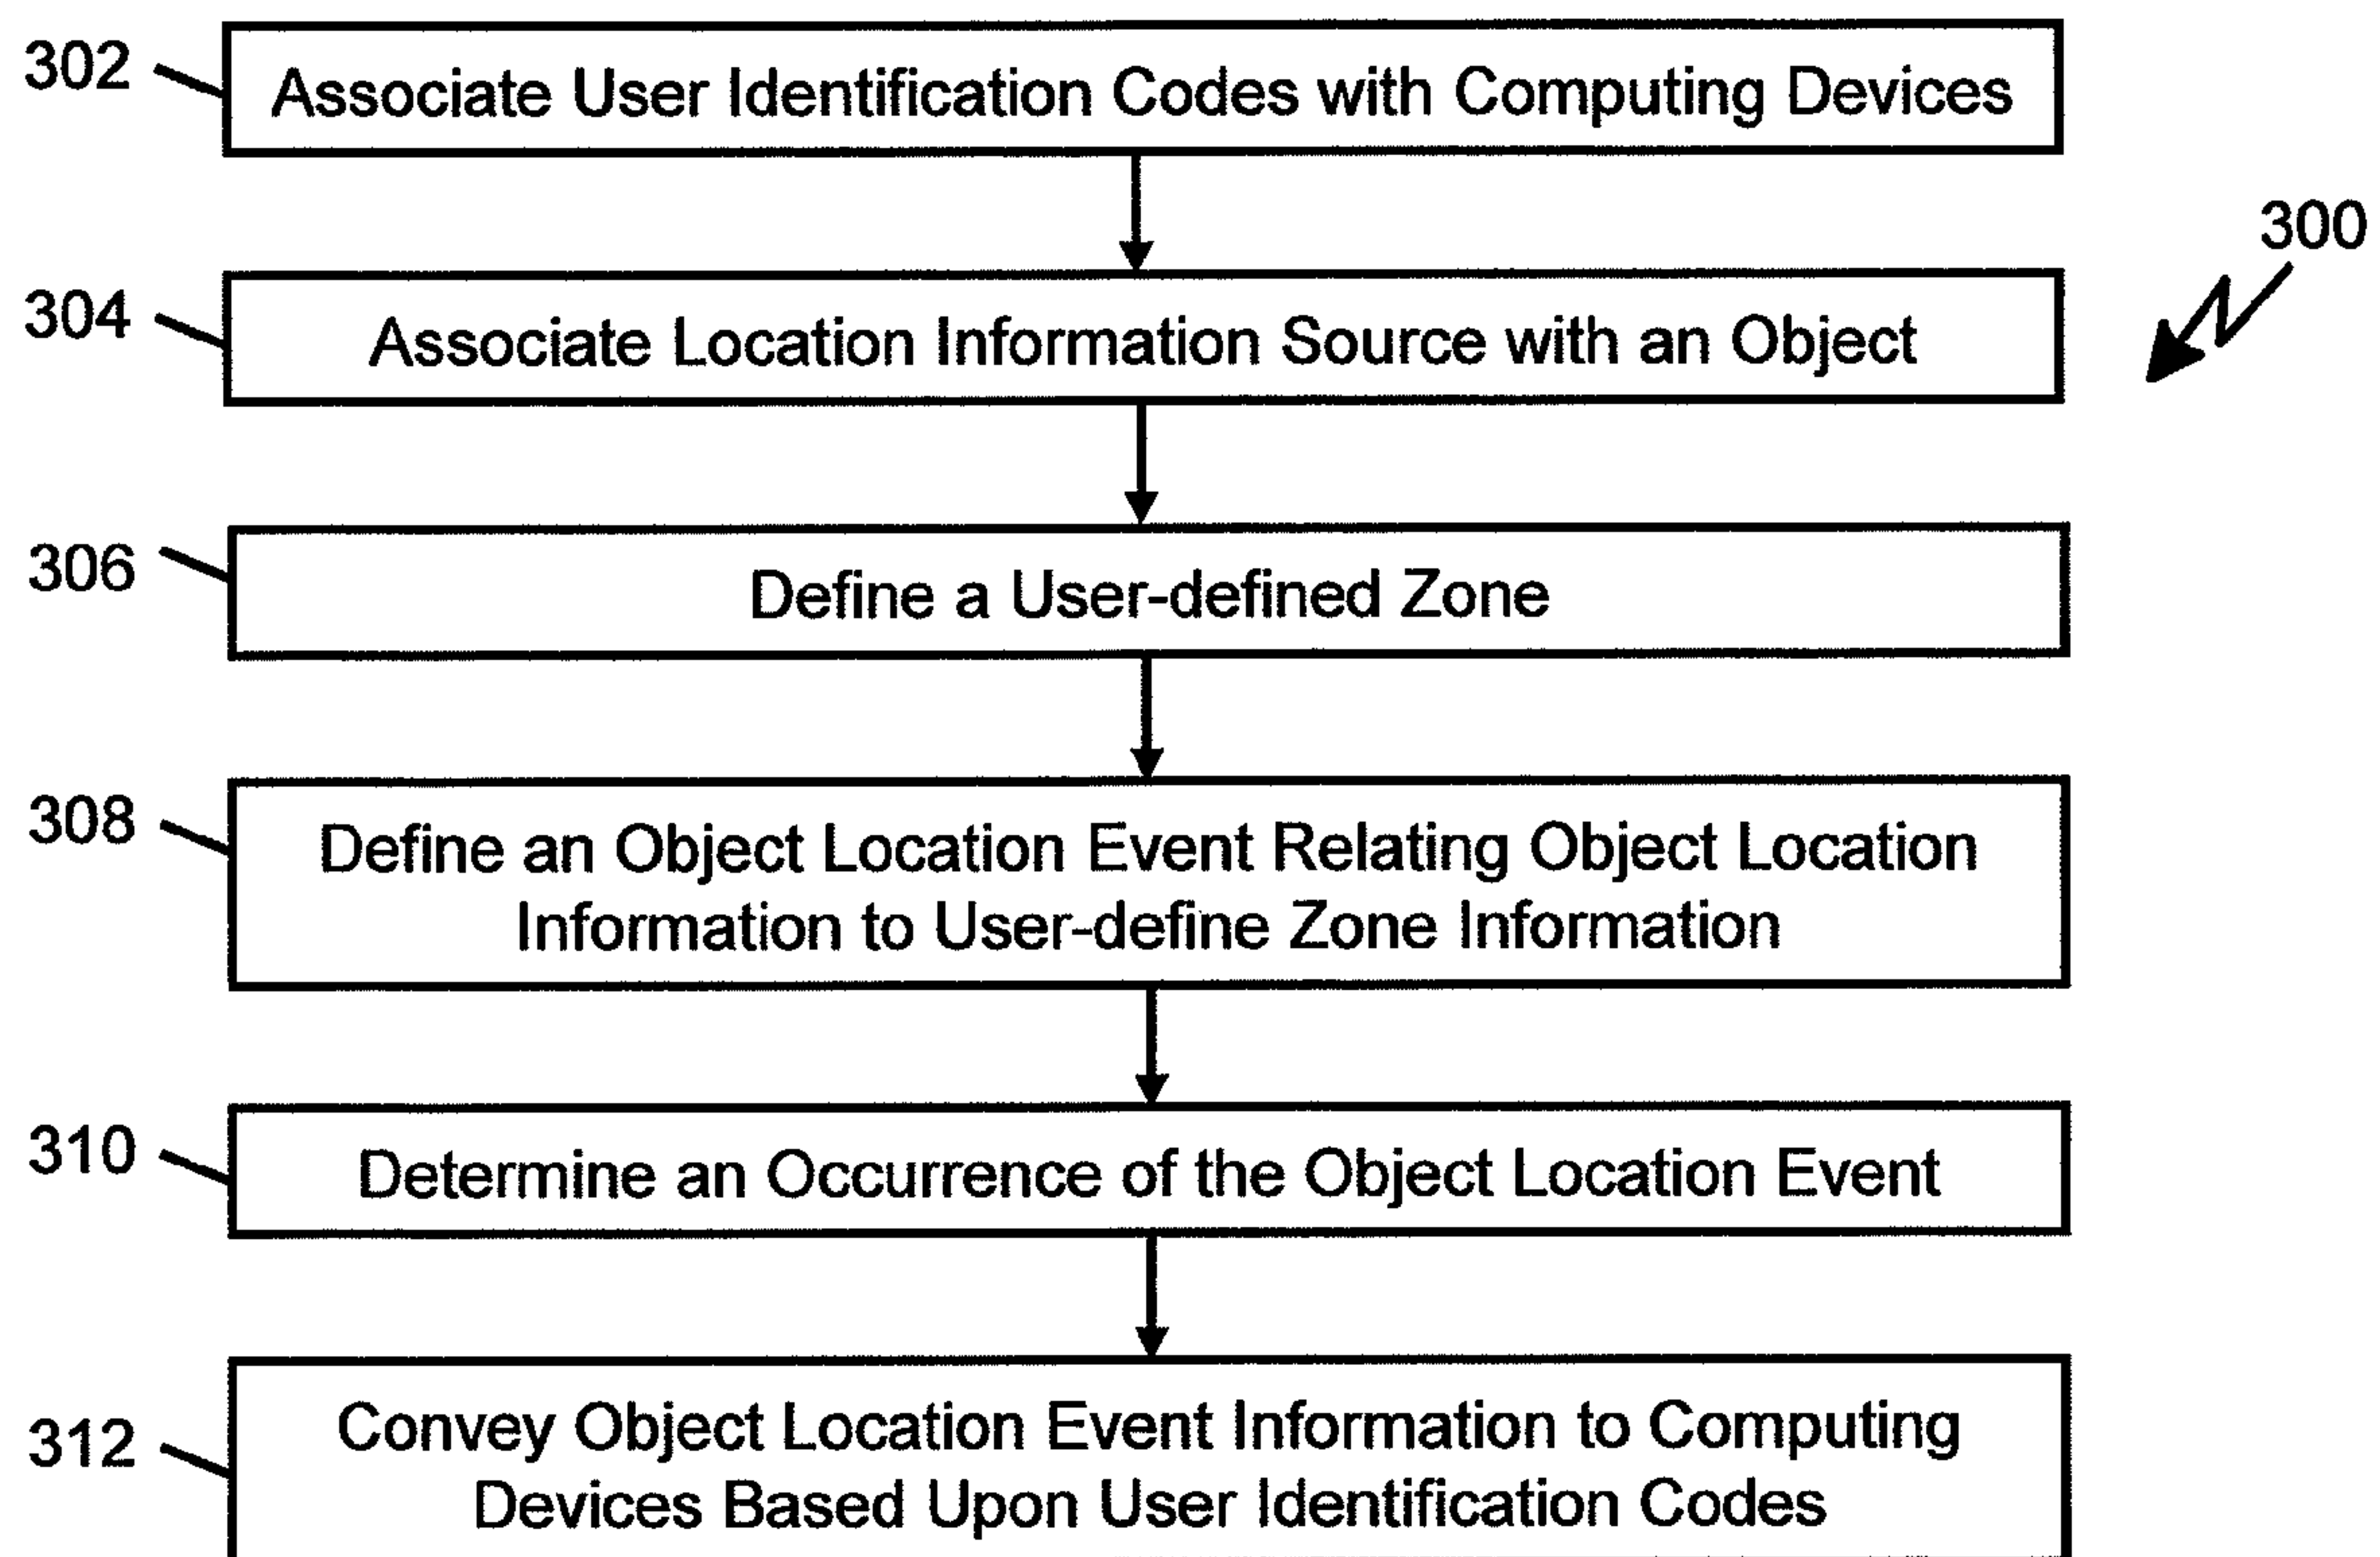 302
Associate User Identification Codes with Computing Devices
300
304
Associate Location Information Source with an Object
306
Define a User-defined Zone
308
Define an Object Location Event Relating Object Location
Information to User-define Zone Information
310
Determine an Occurrence of the Object Location Event
312
Convey Object Location Event Information to Computing
Devices Based Upon User Identification Codes